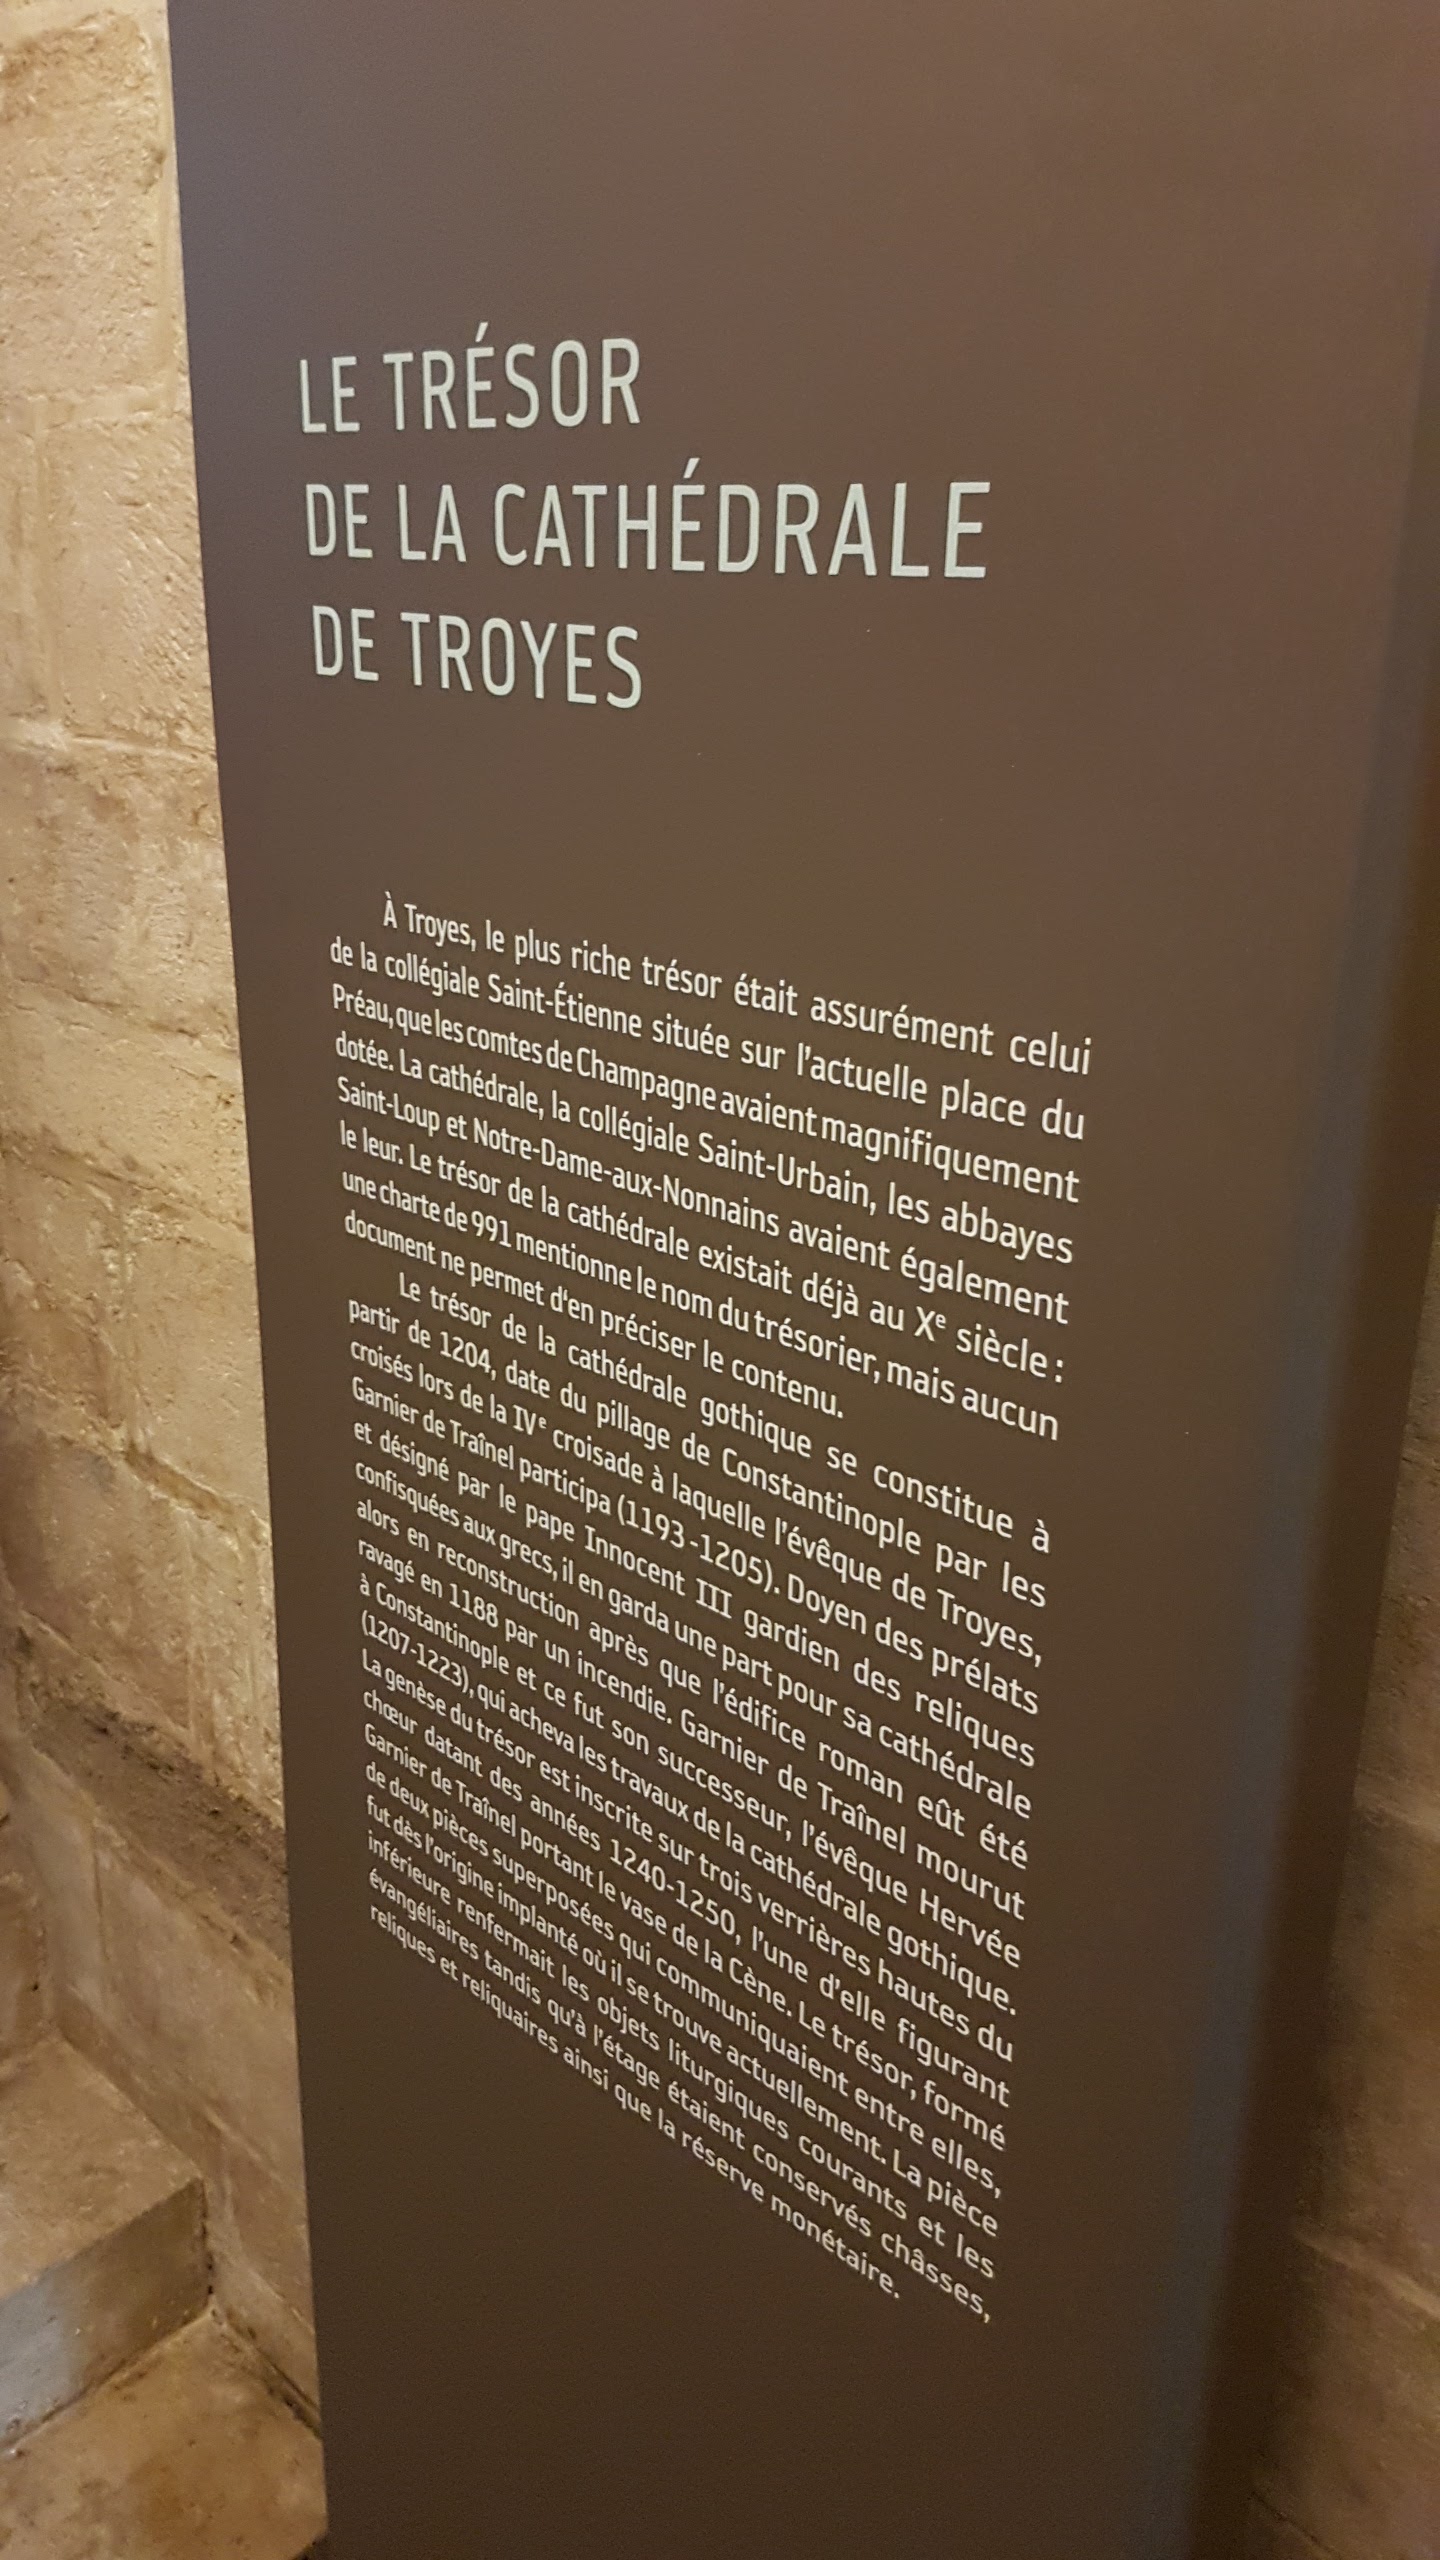 LE TRÉSOR
DE LA CATHÉDRALE
DE TROYES
À Troyes, le plus riche trésor était assurément celui
de la collégiale Saint-Étienne située sur l'actuelle place du
Préau, que les comtes de Champagne avaient magnifiquement
dotée. La cathédrale, la collégiale Saint-Urbain, les abbayes
Saint-Loup et Notre-Dame-aux-Nonnains avaient également
le leur. Le trésor de la cathédrale existait déjà au Xe siècle :
une charte de 991 mentionne le nom du trésorier, mais aucun
document ne permet d'en préciser le contenu.
Le trésor de la cathédrale gothique se constitue à
partir de 1204, date du pillage de Constantinople par les
croisés lors de la IVe croisade à laquelle l'évêque de Troyes,
Garnier de Traînel participa (1193-1205). Doyen des prélats
et désigné par le pape Innocent III gardien des reliques
confisquées aux grecs, il en garda une part pour sa cathédrale
alors en reconstruction après que l'édifice roman eût été
ravagé en 1188 par un incendie. Garnier de Traînel mourut
à Constantinople et ce fut son successeur, l'évêque Hervée
(1207-1223), qui acheva les travaux de la cathédrale gothique.
La genèse du trésor est inscrite sur trois verrières hautes du
chœur datant des années 1240-1250, l'une d'elle figurant
Garnier de Traînel portant le vase de la Cène. Le trésor, formé
de deux pièces superposées qui communiquaient entre elles,
fut dès l'origine implanté où il se trouve actuellement. La pièce
inférieure renfermait les objets liturgiques courants et les
évangéliaires tandis qu'à l'étage étaient conservés châsses,
reliques et reliquaires ainsi que la réserve monétaire.